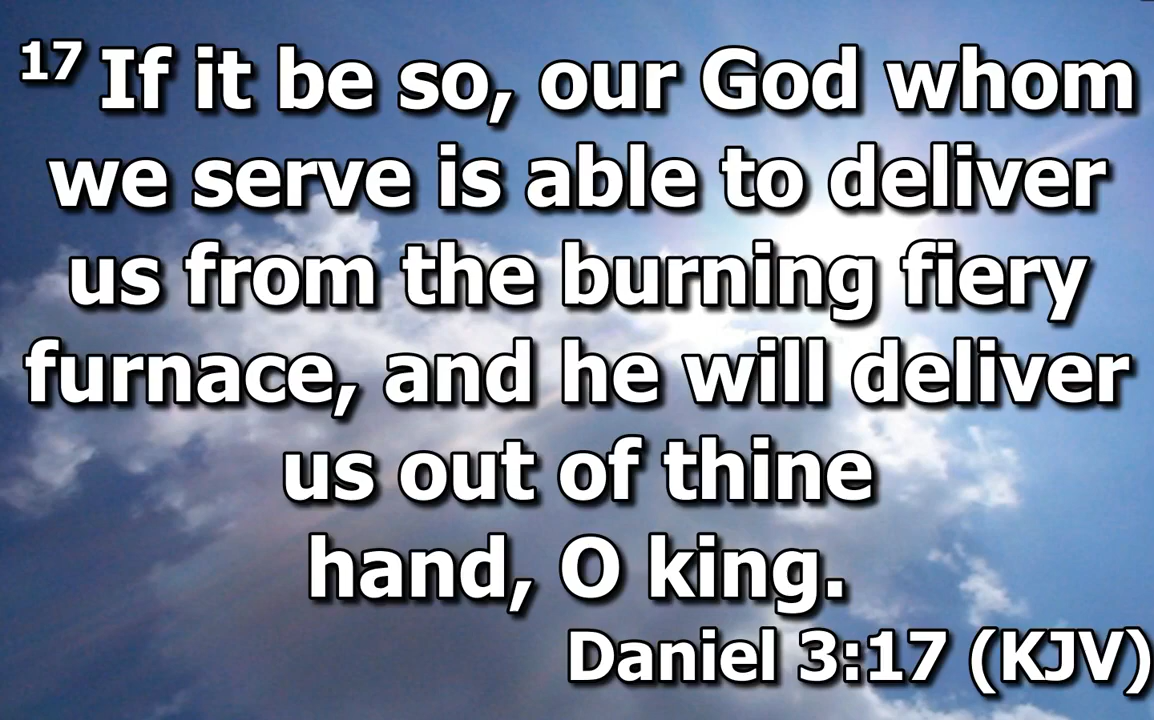 17 If it be so, our God whom
we serve is able to deliver
us from the burning fiery
furnace, and he will deliver
us out of thine
hand, O king.
Daniel 3:17 (KJV)